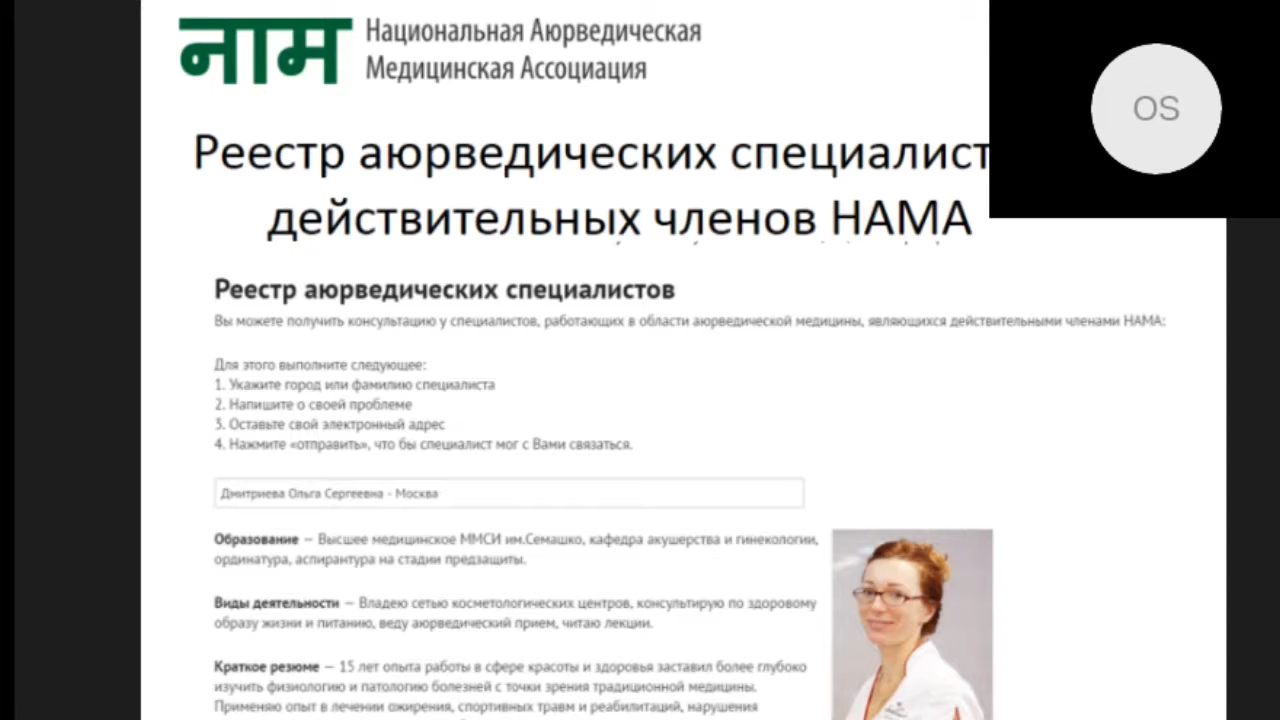 नाम
Национальная Аюрведическая
Медицинская Ассоциация
OS
Реестр аюрведических специалист
действительных членов НАМА
Реестр аюрведических специалистов
Вы можете получить консультацию у специалистов, работающих в области аюрведической медицины, являющихся действительными членами НАМА:
Для этого выполните следующее:
1. Укажите город или фамилию специалиста
2. Напишите о своей проблеме
3. Оставьте свой электронный адрес
4. Нажмите «отправить», что бы специалист мог с Вами связаться.
Дмитриева Ольга Сергеевна - Москва
Образование — Высшее медицинское ММСИ им.Семашко, кафедра акушерства и гинекологии,
ординатура, аспирантура на стадии предзащиты.
Виды деятельности — Владею сетью косметологических центров, консультирую по здоровому
образу жизни и питанию, веду аюрведический прием, читаю лекции.
Краткое резюме — 15 лет опыта работы в сфере красоты и здоровья заставил более глубоко
изучить физиологию и патологию болезней с точки зрения традиционной медицины.
Применяю опыт в лечении ожирения, спортивных травм и реабилитаций, нарушения